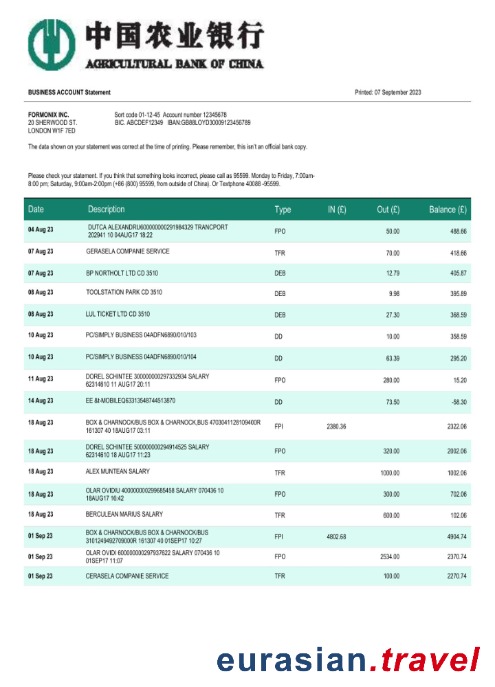 中国农业银行
AGRICULTURAL BANK OF CHINA
BUSINESS ACCOUNT Statement Printed: 07 September 2023
FORMONIX INC. Sort code 01-12-45 Account number 12345678
20 SHERWOOD ST. BIC. ABCDEF12349 IBAN:GB88LOYD30009123456789
LONDON W1F 7ED
The data shown on your statement was correct at the time of printing. Please remember, this isn't an official bank copy.
Please check your statement. If you think that something looks incorrect, please call as 95599. Monday to Friday, 7:00am-
8:00 pm; Saturday, 9:00am-2:00pm (+86 (800) 95599, from outside of China). Or Textphone 40088 -95599.
Date Description Type IN (£) Out (£) Balance (£)
04 Aug 23 DUTCA ALEXANDRU600000000291984329 TRANCPORT FPO 50.00 488.66
202941 10 04AUG17 18:22
07 Aug 23 GERASELA COMPANIE SERVICE TFR 70.00 418.66
07 Aug 23 BP NORTHOLT LTD CD 3510 DEB 12.79 405.87
08 Aug 23 TOOLSTATION PARK CD 3510 DEB 9.98 395.89
08 Aug 23 LUL TICKET LTD CD 3510 DEB 27.30 368.59
10 Aug 23 PC/SIMPLY BUSINESS 04ADFN6890/010/103 DD 10.00 358.59
10 Aug 23 PC/SIMPLY BUSINESS 04ADFN6890/010/104 DD 63.39 295.20
11 Aug 23 DOREL SCHINTEE 300000000297332934 SALARY FPO 280.00 15.20
62314610 11 AUG17 20:11
14 Aug 23 EE &t-MOBILEQ63313548744513870 DD 73.50 -58.30
18 Aug 23 BOX & CHARNOCK/BUS BOX & CHARNOCK,BUS 4703041128109400R FPI 2380.36 2322.06
161307 40 18AUG17 03:11
18 Aug 23 DOREL SCHINTEE 500000000294914525 SALARY FPO 320.00 2002.06
62314610 18 AUG17 11:23
18 Aug 23 ALEX MUNTEAN SALARY TFR 1000.00 1002.06
18 Aug 23 OLAR OVIDIU 400000000299685458 SALARY 070436 10 FPO 300.00 702.06
18AUG17 16:42
18 Aug 23 BERCULEAN MARIUS SALARY TFR 600.00 102.06
01 Sep 23 BOX & CHARNOCK/BUS BOX & CHARNOCK/BUS FPI 4802.68 4904.74
3101249492709000R 161307 40 01SEP17 10:27
01 Sep 23 OLAR OVIDI 600000000297937622 SALARY 070436 10 FPO 2534.00 2370.74
01SEP17 11:07
01 Sep 23 CERASELA COMPANIE SERVICE TFR 100.00 2270.74
eurasian.travel